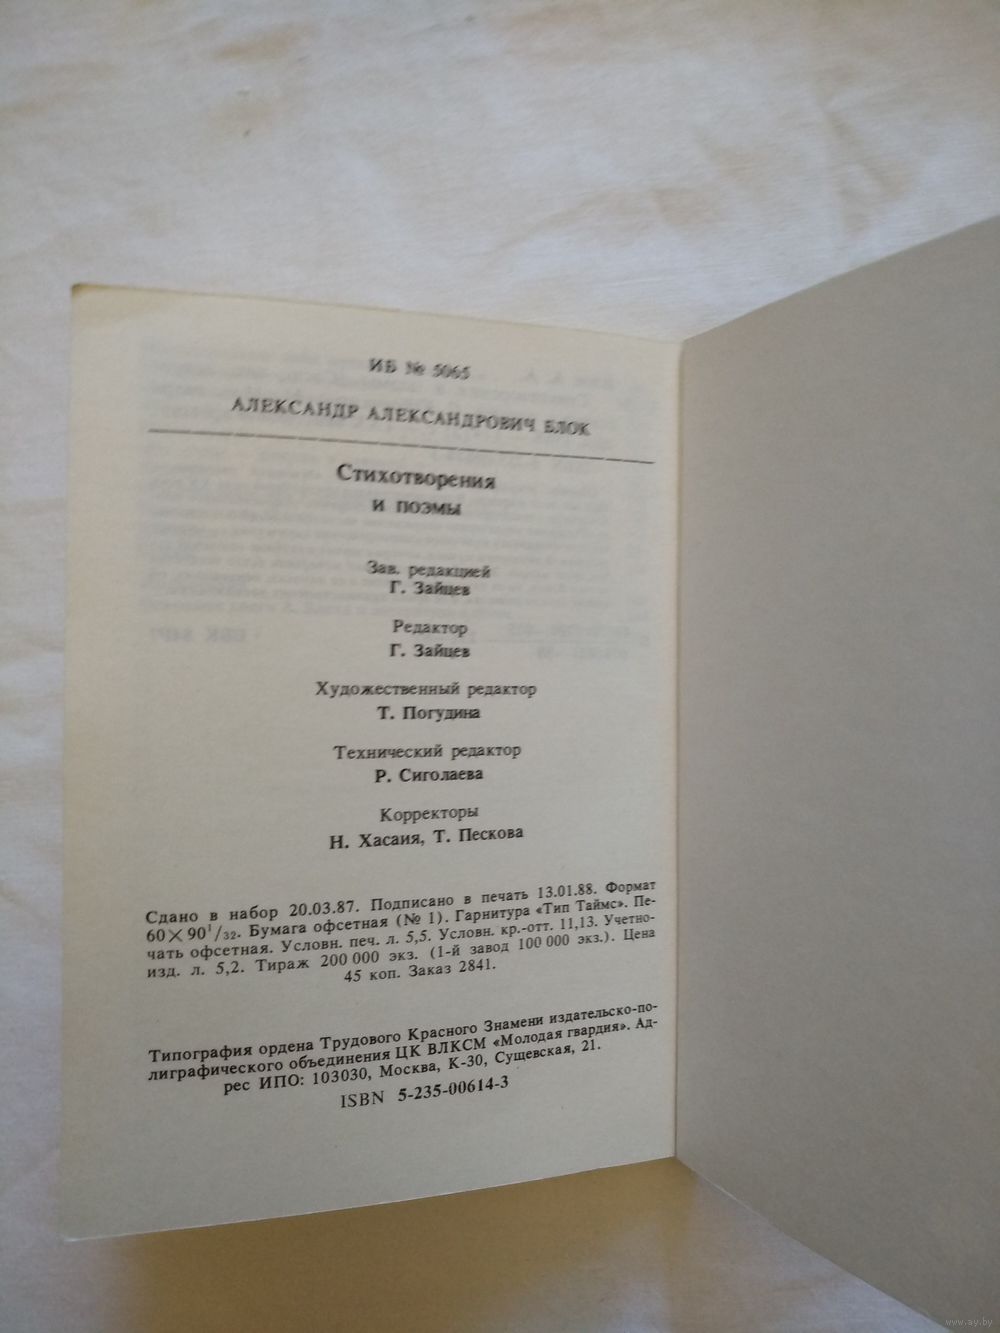 ИБ № 5065
АЛЕКСАНДР АЛЕКСАНДРОВИЧ БЛОК
Стихотворения
и поэмы
Зав. редакцией
Г. Зайцев
Редактор
Г. Зайцев
Художественный редактор
Т. Погудина
Технический редактор
Р. Сиголаева
Корректоры
Н. Хасаия, Т. Пескова
Сдано в набор 20.03.87. Подписано в печать 13.01.88. Формат
60×90¹/₃₂. Бумага офсетная (№ 1). Гарнитура «Тип Таймс». Пе-
чать офсетная. Условн. печ. л. 5,5. Условн. кр.-отт. 11,13. Учетно-
изд. л. 5,2. Тираж 200 000 экз. (1-й завод 100 000 экз.). Цена
45 коп. Заказ 2841.
Типография ордена Трудового Красного Знамени издательско-по-
лиграфического объединения ЦК ВЛКСМ «Молодая гвардия». Ад-
рес ИПО: 103030, Москва, К-30, Сущевская, 21.
ISBN 5-235-00614-3
www.ay.by